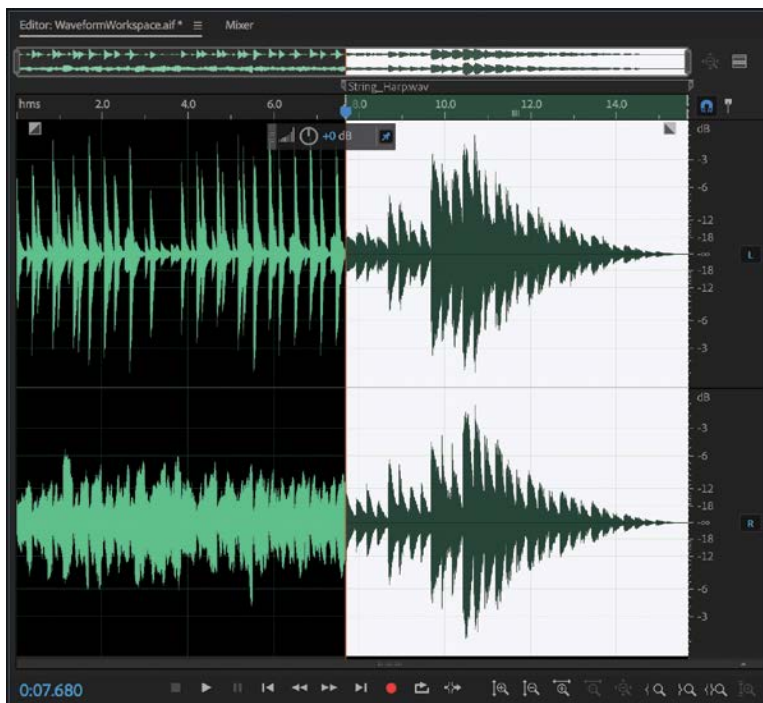 Editor: WaveformWorkspace.aif * Mixer
String_Harp.wav
hms 2.0 4.0 6.0 8.0 10.0 12.0 14.0
+0 dB
dB
-3
-6
-12
-18
-∞
-18
-12
-6
-3
L
dB
-3
-6
-12
-18
-∞
-18
-12
-6
-3
R
0:07.680